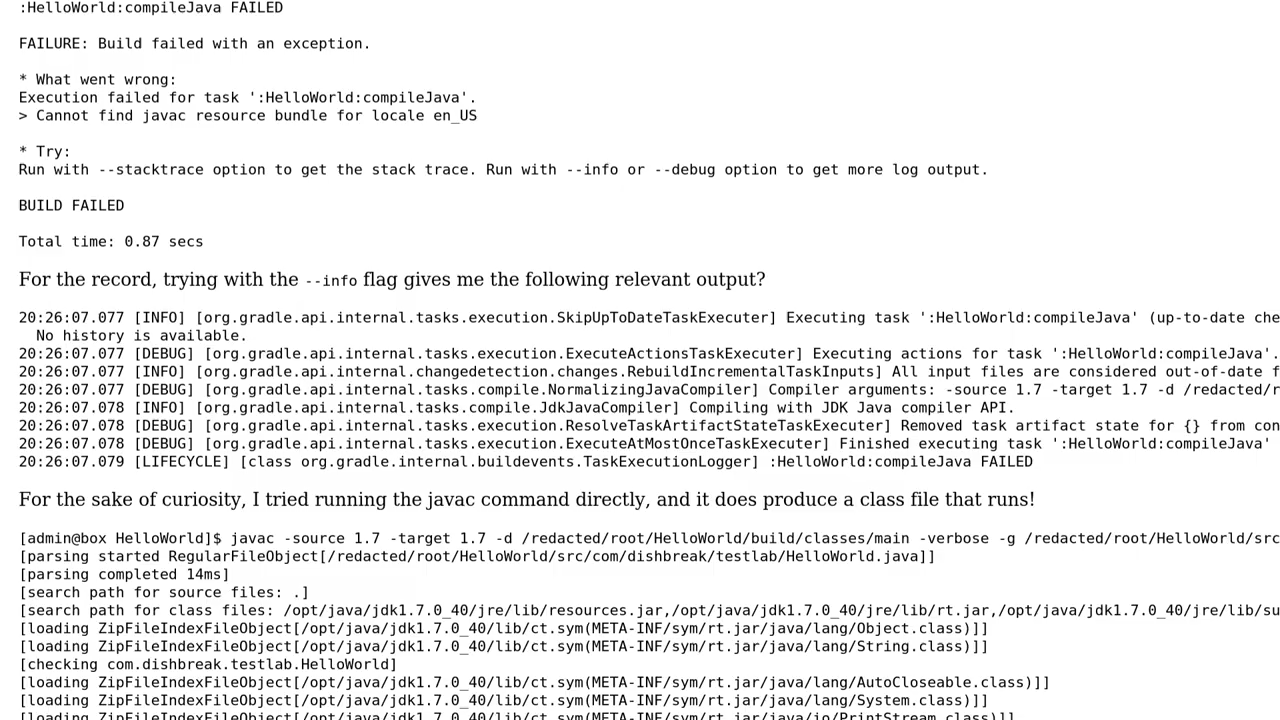 :HelloWorld:compileJava FAILED
FAILURE: Build failed with an exception.
* What went wrong:
Execution failed for task ':HelloWorld:compileJava'.
> Cannot find javac resource bundle for locale en_US
* Try:
Run with --stacktrace option to get the stack trace. Run with --info or --debug option to get more log output.
BUILD FAILED
Total time: 0.87 secs
For the record, trying with the --info flag gives me the following relevant output?
20:26:07.077 [INFO] [org.gradle.api.internal.tasks.execution.SkipUpToDateTaskExecuter] Executing task ':HelloWorld:compileJava' (up-to-date che
No history is available.
20:26:07.077 [DEBUG] [org.gradle.api.internal.tasks.execution.ExecuteActionsTaskExecuter] Executing actions for task ':HelloWorld:compileJava'.
20:26:07.077 [INFO] [org.gradle.api.internal.changedetection.changes.RebuildIncrementalTaskInputs] All input files are considered out-of-date f
20:26:07.077 [DEBUG] [org.gradle.api.internal.tasks.compile.NormalizingJavaCompiler] Compiler arguments: -source 1.7 -target 1.7 -d /redacted/r
20:26:07.078 [INFO] [org.gradle.api.internal.tasks.compile.JdkJavaCompiler] Compiling with JDK Java compiler API.
20:26:07.078 [DEBUG] [org.gradle.api.internal.tasks.execution.ResolveTaskArtifactStateTaskExecuter] Removed task artifact state for {} from con
20:26:07.078 [DEBUG] [org.gradle.api.internal.tasks.execution.ExecuteAtMostOnceTaskExecuter] Finished executing task ':HelloWorld:compileJava'
20:26:07.079 [LIFECYCLE] [class org.gradle.internal.buildevents.TaskExecutionLogger] :HelloWorld:compileJava FAILED
For the sake of curiosity, I tried running the javac command directly, and it does produce a class file that runs!
[admin@box HelloWorld]$ javac -source 1.7 -target 1.7 -d /redacted/root/HelloWorld/build/classes/main -verbose -g /redacted/root/HelloWorld/src
[parsing started RegularFileObject[/redacted/root/HelloWorld/src/com/dishbreak/testlab/HelloWorld.java]]
[parsing completed 14ms]
[search path for source files: .]
[search path for class files: /opt/java/jdk1.7.0_40/jre/lib/resources.jar,/opt/java/jdk1.7.0_40/jre/lib/rt.jar,/opt/java/jdk1.7.0_40/jre/lib/su
[loading ZipFileIndexFileObject[/opt/java/jdk1.7.0_40/lib/ct.sym(META-INF/sym/rt.jar/java/lang/Object.class)]]
[loading ZipFileIndexFileObject[/opt/java/jdk1.7.0_40/lib/ct.sym(META-INF/sym/rt.jar/java/lang/String.class)]]
[checking com.dishbreak.testlab.HelloWorld]
[loading ZipFileIndexFileObject[/opt/java/jdk1.7.0_40/lib/ct.sym(META-INF/sym/rt.jar/java/lang/AutoCloseable.class)]]
[loading ZipFileIndexFileObject[/opt/java/jdk1.7.0_40/lib/ct.sym(META-INF/sym/rt.jar/java/lang/System.class)]]
[loading ZipFileIndexFileObject[/opt/java/jdk1.7.0_40/lib/ct.sym(META-INF/sym/rt.jar/java/io/PrintStream.class)]]